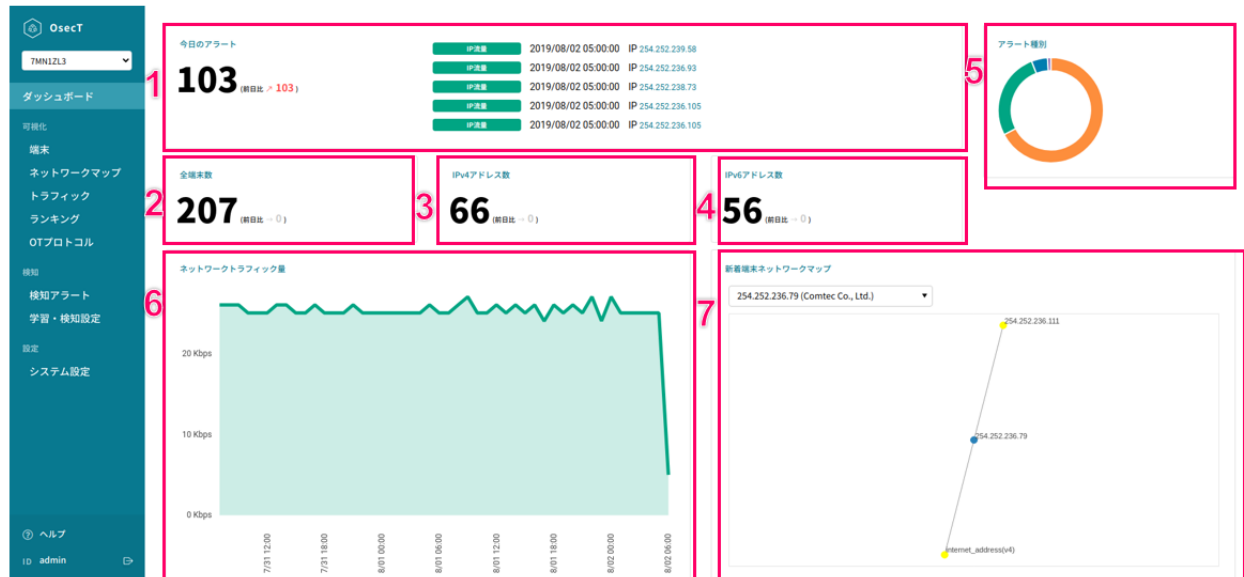 OsecT
7MN1ZL3
ダッシュボード
可視化
端末
ネットワークマップ
トラフィック
ランキング
OTプロトコル
検知
検知アラート
学習・検知設定
設定
システム設定
ヘルプ
ID admin
1
今日のアラート
103 (前日比 ↗ 103 )
IP流量 2019/08/02 05:00:00 IP 254.252.239.58
IP流量 2019/08/02 05:00:00 IP 254.252.236.93
IP流量 2019/08/02 05:00:00 IP 254.252.238.73
IP流量 2019/08/02 05:00:00 IP 254.252.236.105
IP流量 2019/08/02 05:00:00 IP 254.252.236.105
5
アラート種別
2
全端末数
207 (前日比 → 0 )
3
IPv4アドレス数
66 (前日比 → 0 )
4
IPv6アドレス数
56 (前日比 → 0 )
6
ネットワークトラフィック量
20 Kbps
10 Kbps
0 Kbps
7/31 12:00
7/31 18:00
8/01 00:00
8/01 06:00
8/01 12:00
8/01 18:00
8/02 00:00
8/02 06:00
7
新着端末ネットワークマップ
254.252.236.79 (Comtec Co., Ltd.)
254.252.236.111
254.252.236.79
internet_address(v4)